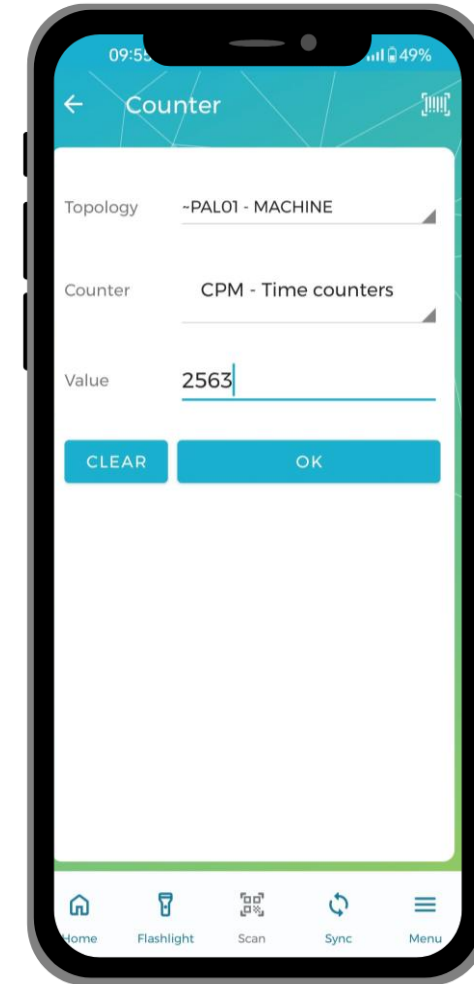 09:55
49%
Counter
Topology ~PAL01 - MACHINE
Counter CPM - Time counters
Value 2563
CLEAR OK
Home Flashlight Scan Sync Menu